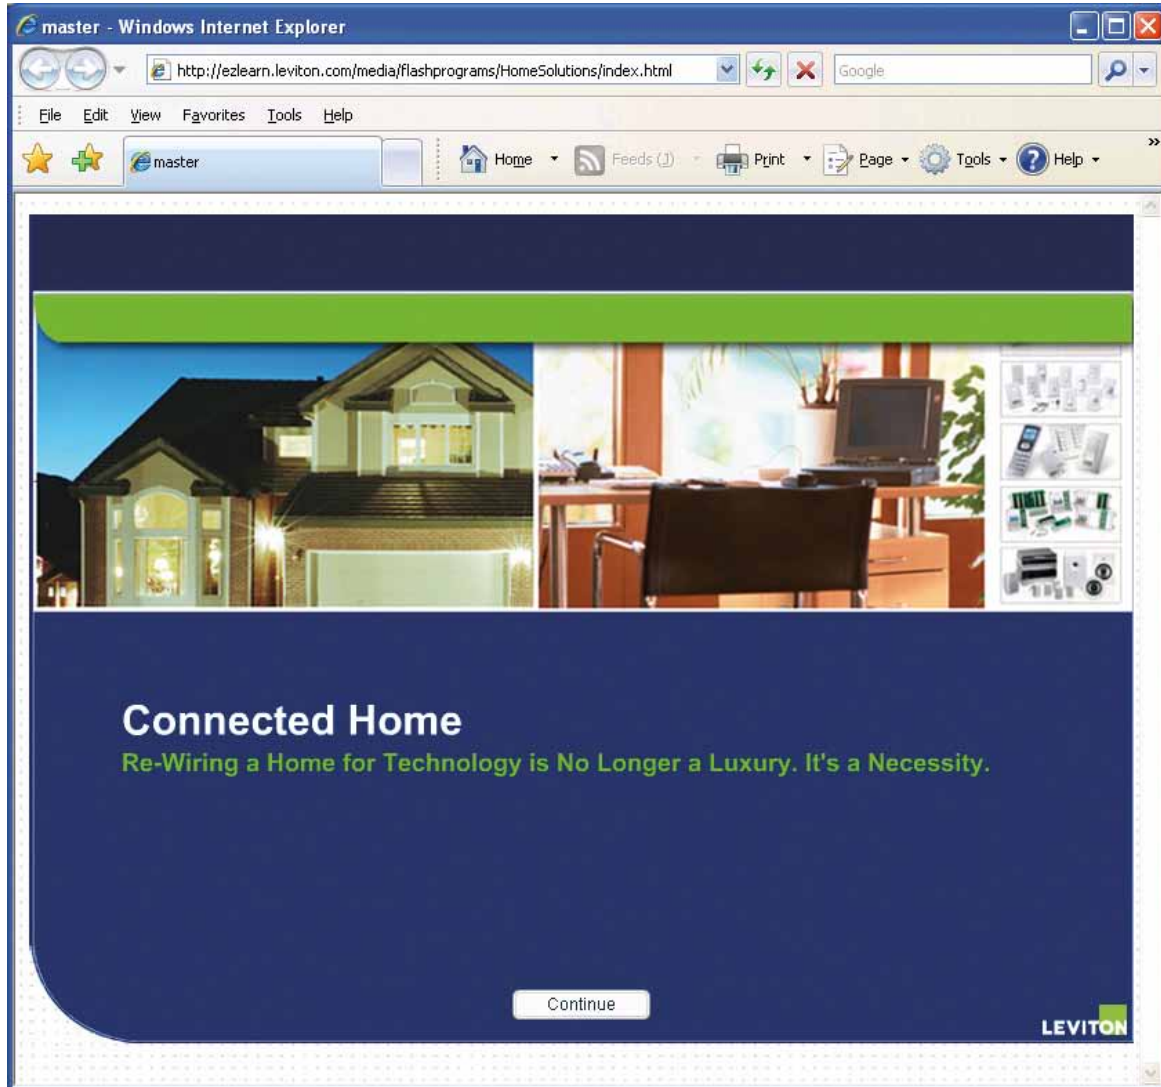 master - Windows Internet Explorer
http://ezlearn.leviton.com/media/flashprograms/HomeSolutions/index.html
Google
File Edit View Favorites Tools Help
master
Home Feeds (J) Print Page Tools Help »
Connected Home
Re-Wiring a Home for Technology is No Longer a Luxury. It's a Necessity.
Continue
LEVITON